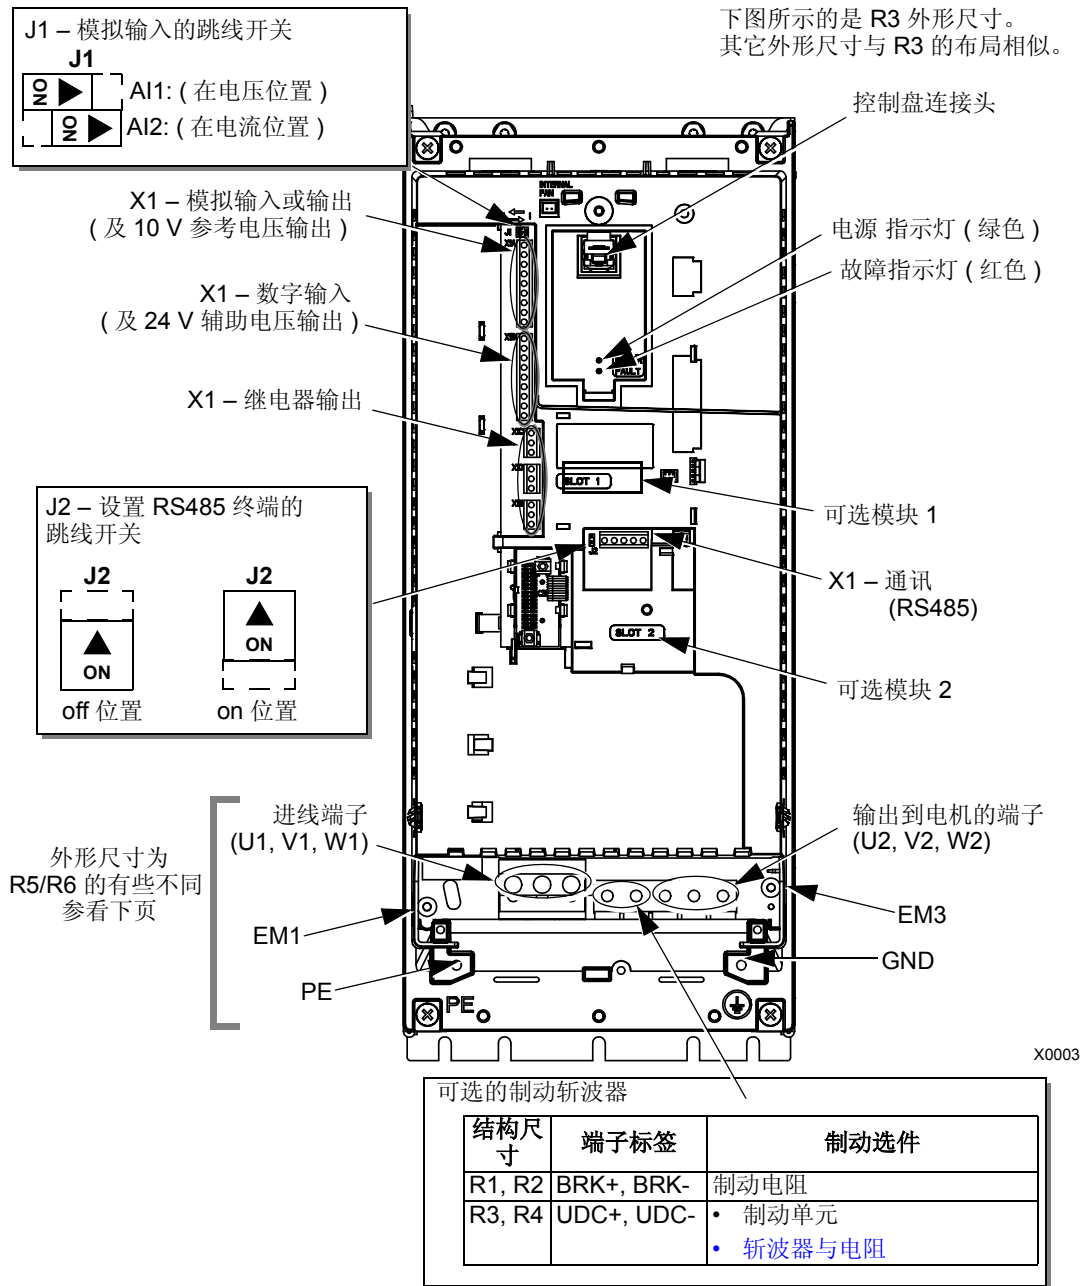 J1 – 模拟输入的跳线开关
J1
ON
AI1: ( 在电压位置 )
ON
AI2: ( 在电流位置 )
下图所示的是 R3 外形尺寸。
其它外形尺寸与 R3 的布局相似。
控制盘连接头
INTERNAL
FAN
X1 – 模拟输入或输出
( 及 10 V 参考电压输出 )
J1
电源 指示灯 ( 绿色 )
故障指示灯 ( 红色 )
X1 – 数字输入
( 及 24 V 辅助电压输出 )
FAULT
X1 – 继电器输出
SLOT 1
可选模块 1
J2 – 设置 RS485 终端的
跳线开关
J2
J2
ON
ON
off 位置
on 位置
J2
X1 – 通讯
(RS485)
SLOT 2
可选模块 2
进线端子
(U1, V1, W1)
输出到电机的端子
(U2, V2, W2)
外形尺寸为
R5/R6 的有些不同
参看下页
EM1
EM3
PE
GND
PE
X0003
可选的制动斩波器
结构尺寸
端子标签
制动选件
R1, R2
BRK+, BRK-
制动电阻
R3, R4
UDC+, UDC-
• 制动单元
• 斩波器与电阻